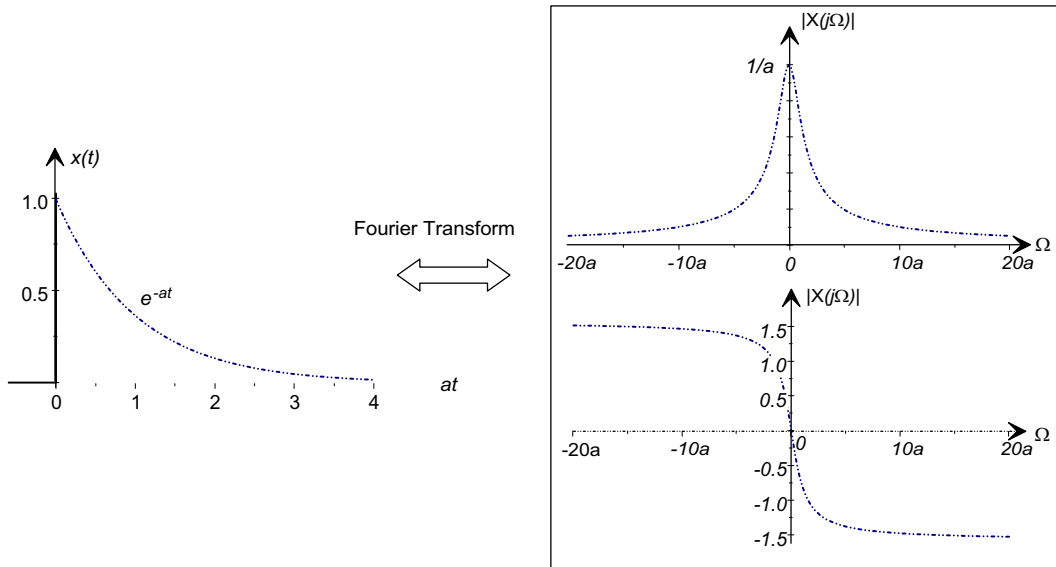 x(t)
1.0
0.5
e^-at
0 1 2 3 4 at
Fourier Transform
|X(jΩ)|
1/a
-20a -10a 0 10a 20a Ω
|X(jΩ)|
1.5
1.0
0.5
-20a -10a 0 10a 20a Ω
-0.5
-1.0
-1.5